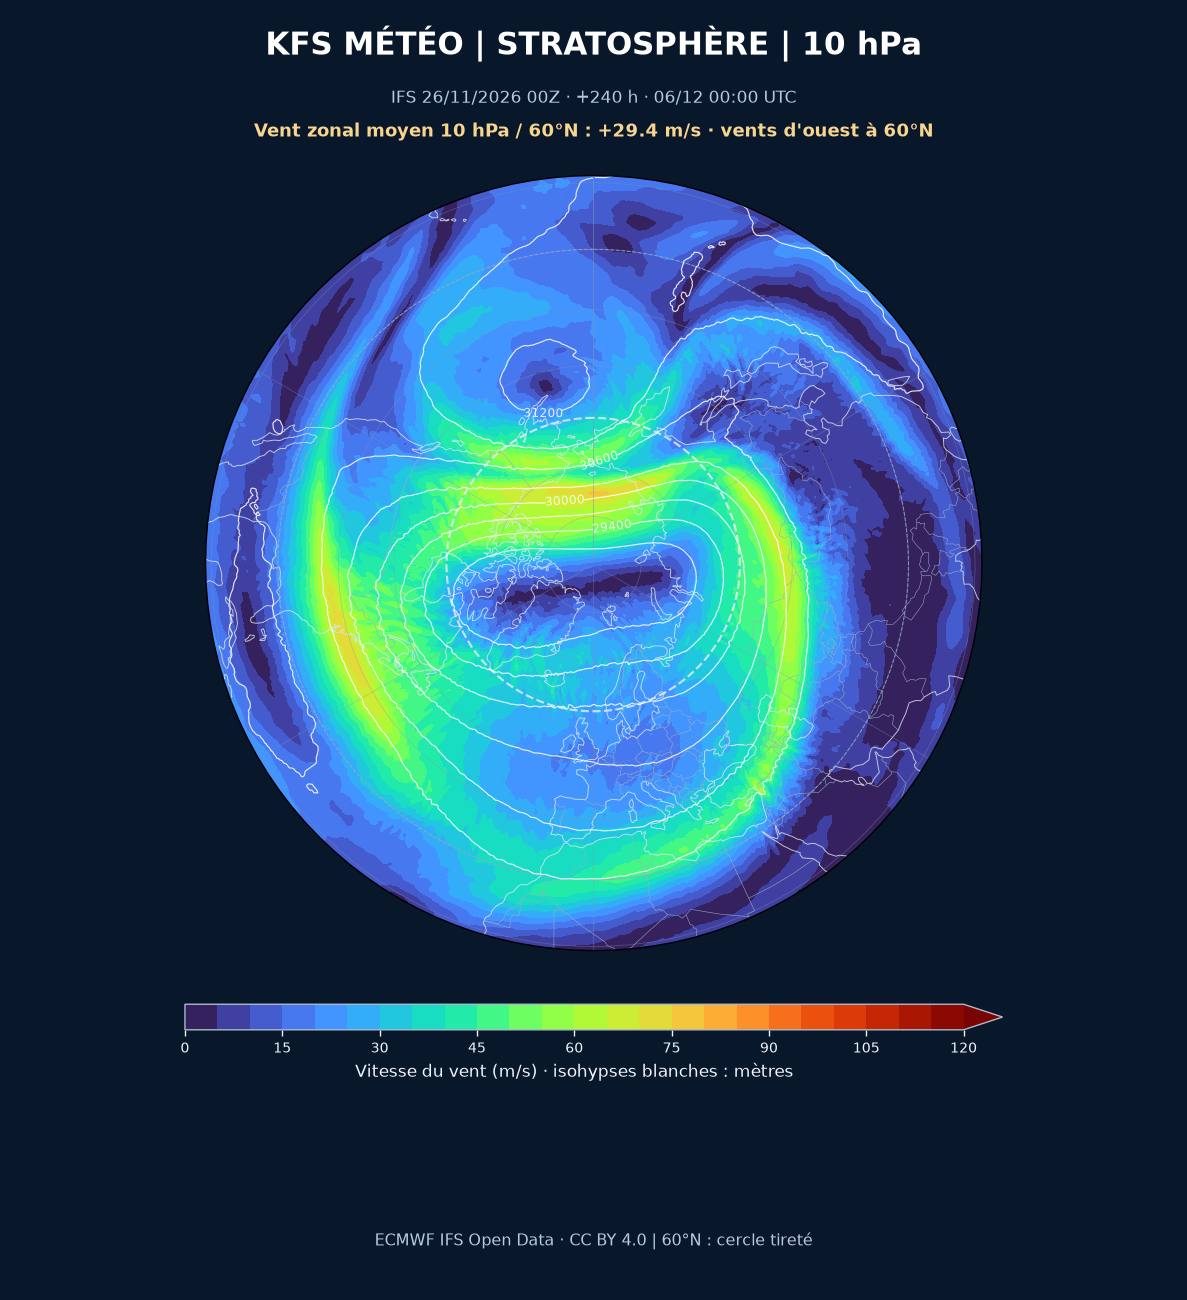 KFS MÉTÉO | STRATOSPHÈRE | 10 hPa
IFS 26/11/2026 00Z · +240 h · 06/12 00:00 UTC
Vent zonal moyen 10 hPa / 60°N : +29.4 m/s · vents d'ouest à 60°N
31200
30600
30000
29400
0 15 30 45 60 75 90 105 120
Vitesse du vent (m/s) · isohypses blanches : mètres
ECMWF IFS Open Data · CC BY 4.0 | 60°N : cercle tireté